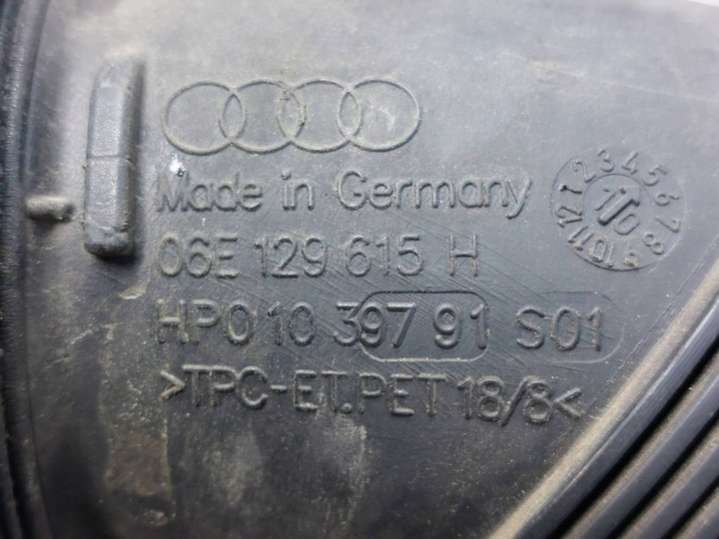 Made in Germany
06E 129 615 H
HP0 10 397 91 S01
>TPC-ET.PET 18/8<
1 2 3 4 5 6 7 8 9 10 11 12